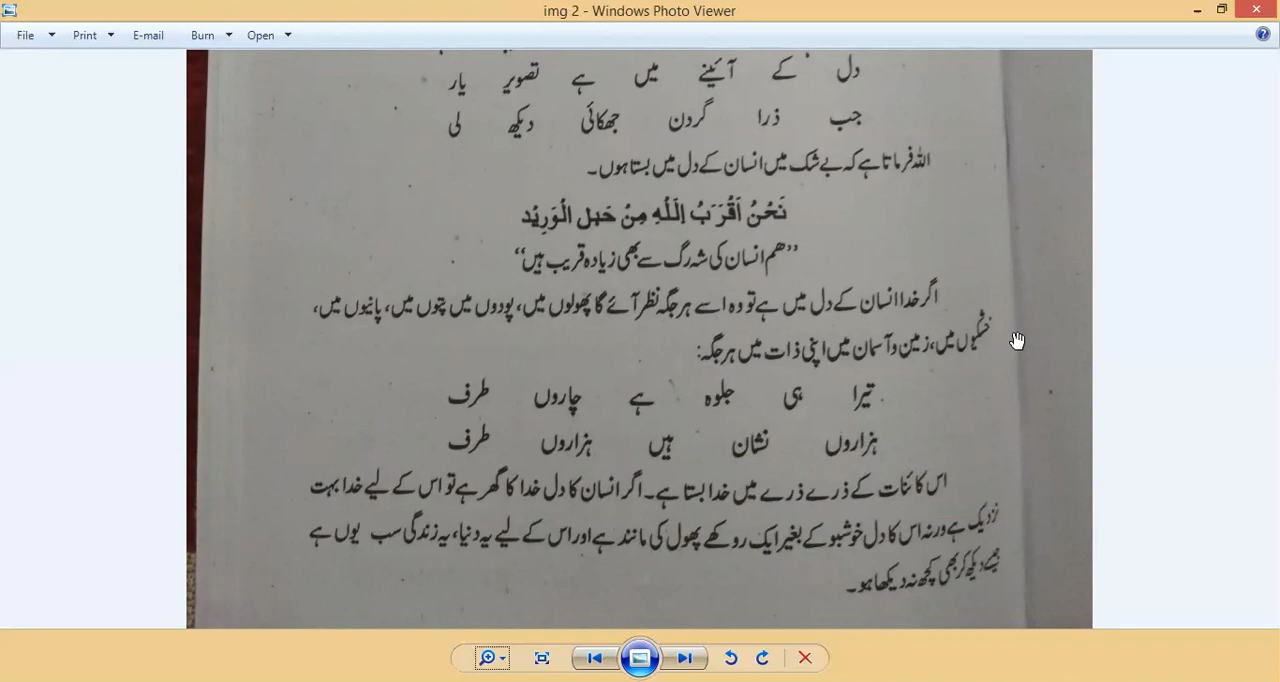 img 2 - Windows Photo Viewer
File Print E-mail Burn Open
دل کے آئینے میں ہے تصویر یار
جب ذرا گردن جھکائی دیکھ لی
اللہ فرماتا ہے کہ بے شک میں انسان کے دل میں بستا ہوں۔
نَحْنُ اَقْرَبُ اِلَلْهِ مِنْ حَبل الْوَرِيْد
”ھم انسان کی شہ رگ سے بھی زیادہ قریب ہیں“
اگر خدا انسان کے دل میں ہے تو وہ اسے ہر جگہ نظر آئے گا پھولوں میں، پودوں میں پتوں میں، پانیوں میں،
خشکیوں میں، زمین و آسمان میں اپنی ذات میں ہر جگہ:
تیرا ہی جلوہ ہے چاروں طرف
ہزاروں نشان ہیں ہزاروں طرف
اس کائنات کے ذرے ذرے میں خدا بستا ہے۔ اگر انسان کا دل خدا کا گھر ہے تو اس کے لیے خدا بہت
نزدیک ہے ورنہ اس کا دل خوشبو کے بغیر ایک روکھے پھول کی مانند ہے اور اس کے لیے یہ دنیا، یہ زندگی سب یوں ہے
جیسے دیکھ کر بھی کچھ نہ دیکھا ہو۔